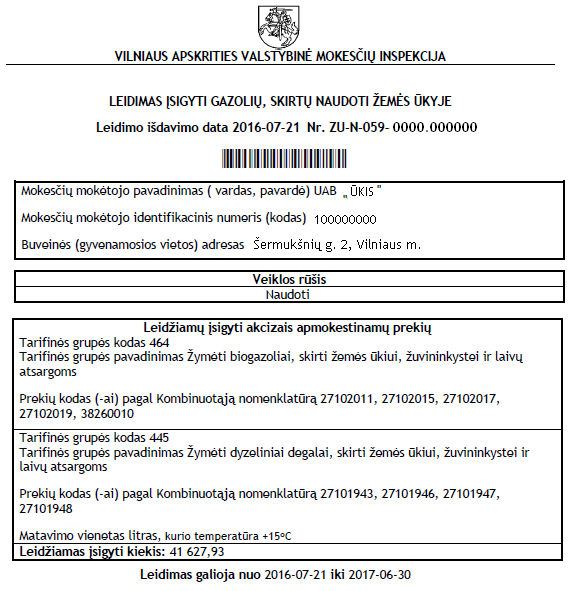 VILNIAUS APSKRITIES VALSTYBINĖ MOKESČIŲ INSPEKCIJA
LEIDIMAS ĮSIGYTI GAZOLIŲ, SKIRTŲ NAUDOTI ŽEMĖS ŪKYJE
Leidimo išdavimo data 2016-07-21 Nr. ZU-N-059- 0000.000000
Mokesčių mokėtojo pavadinimas ( vardas, pavardė) UAB „ ŪKIS ”
Mokesčių mokėtojo identifikacinis numeris (kodas) 100000000
Buveinės (gyvenamosios vietos) adresas Šermukšnių g. 2, Vilniaus m.
Veiklos rūšis
Naudoti
Leidžiamų įsigyti akcizais apmokestinamų prekių
Tarifinės grupės kodas 464
Tarifinės grupės pavadinimas Žymėti biogazoliai, skirti žemės ūkiui, žuvininkystei ir laivų
atsargoms
Prekių kodas (-ai) pagal Kombinuotąją nomenklatūrą 27102011, 27102015, 27102017,
27102019, 38260010
Tarifinės grupės kodas 445
Tarifinės grupės pavadinimas Žymėti dyzeliniai degalai, skirti žemės ūkiui, žuvininkystei ir
laivų atsargoms
Prekių kodas (-ai) pagal Kombinuotąją nomenklatūrą 27101943, 27101946, 27101947,
27101948
Matavimo vienetas litras, kurio temperatūra +15ºC
Leidžiamas įsigyti kiekis: 41 627,93
Leidimas galioja nuo 2016-07-21 iki 2017-06-30